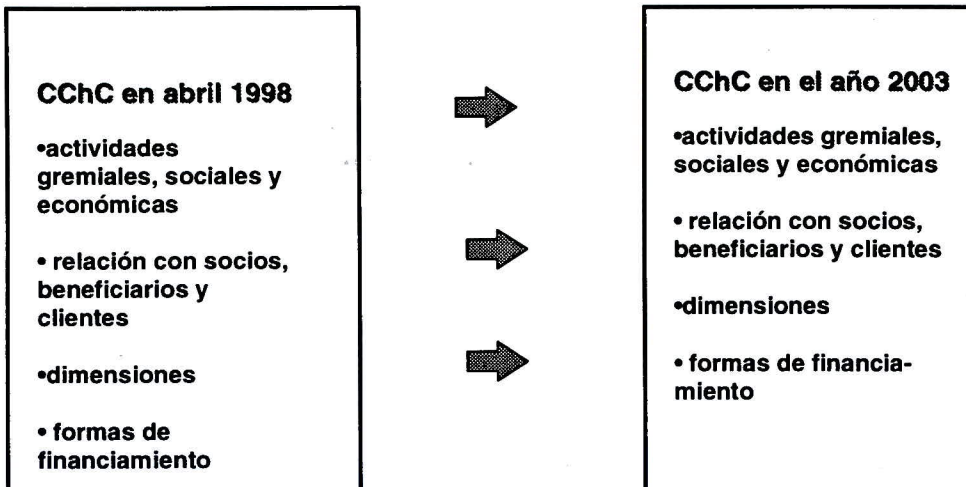 CChC en abril 1998
•actividades
gremiales, sociales y
económicas
• relación con socios,
beneficiarios y
clientes
•dimensiones
• formas de
financiamiento
CChC en el año 2003
•actividades gremiales,
sociales y económicas
• relación con socios,
beneficiarios y clientes
•dimensiones
• formas de financia-
miento